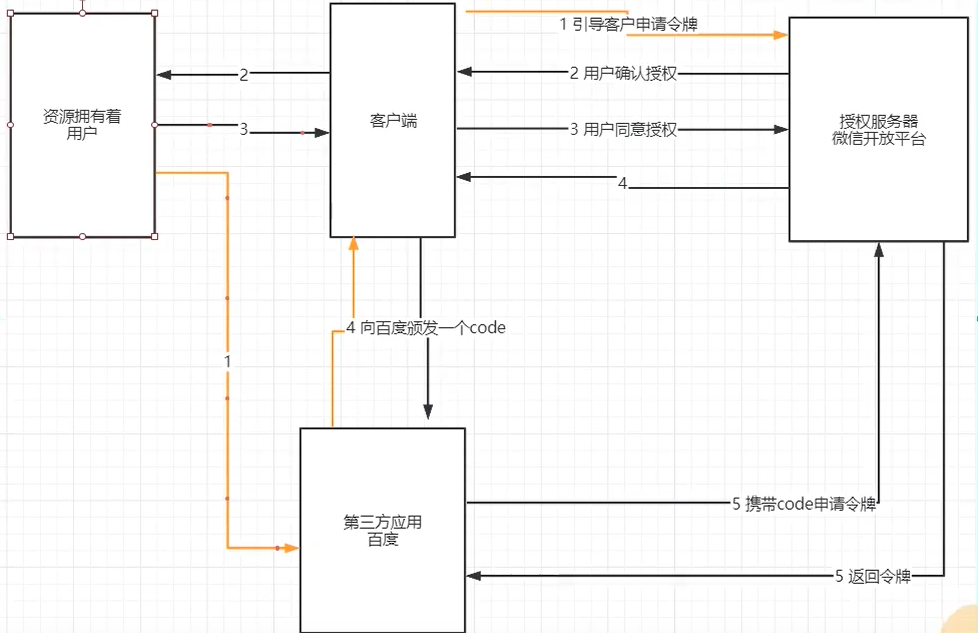 1 引导客户申请令牌
2
2 用户确认授权
资源拥有着
用户
客户端
授权服务器
微信开放平台
3
3 用户同意授权
4
4 向百度颁发一个code
1
5 携带code申请令牌
第三方应用
百度
5 返回令牌